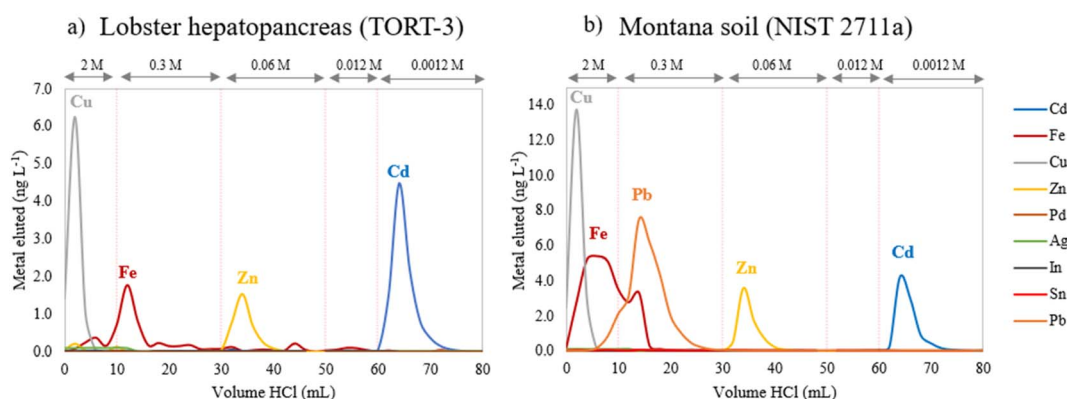 a) Lobster hepatopancreas (TORT-3)
2 M 0.3 M 0.06 M 0.012 M 0.0012 M
7.0
6.0
5.0
4.0
3.0
2.0
1.0
0.0
Metal eluted (ng L⁻¹)
Cu
Fe
Zn
Cd
0 10 20 30 40 50 60 70 80
Volume HCl (mL)
b) Montana soil (NIST 2711a)
2 M 0.3 M 0.06 M 0.012 M 0.0012 M
14.0
12.0
10.0
8.0
6.0
4.0
2.0
0.0
Metal eluted (ng L⁻¹)
Cu
Fe
Pb
Zn
Cd
0 10 20 30 40 50 60 70 80
Volume HCl (mL)
Cd
Fe
Cu
Zn
Pd
Ag
In
Sn
Pb